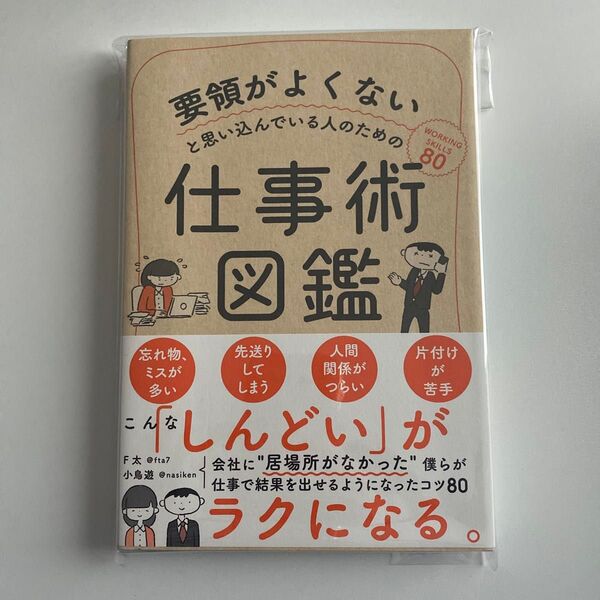 要領がよくない
と思い込んでいる人のための
WORKING
SKILLS
80
仕事術
図鑑
忘れ物、
ミスが
多い
先送り
して
しまう
人間
関係が
つらい
片付け
が
苦手
こんな「しんどい」が
F太 @fta7
小鳥遊 @nasiken
会社に"居場所がなかった"僕らが
仕事で結果を出せるようになったコツ80
ラクになる。